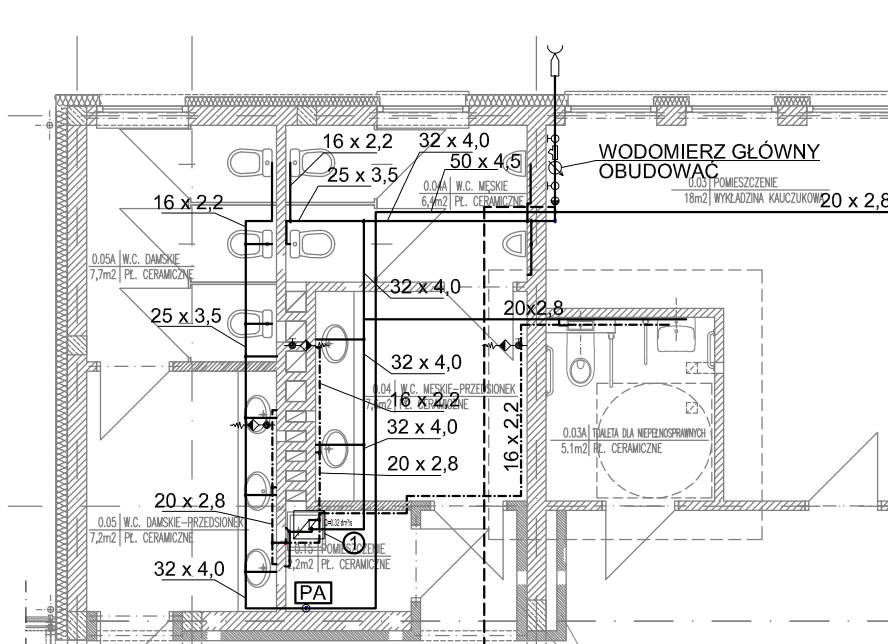 16 x 2,2
32 x 4,0
50 x 4,5
25 x 3,5
WODOMIERZ GŁÓWNY
OBUDOWAĆ
0.04A W.C. MĘSKIE
6,4m2 PŁ. CERAMICZNE
0.03 POMIESZCZENIE
18m2 WYKŁADZINA KAUCZUKOWA
20 x 2,8
16 x 2,2
0.05A W.C. DAMSKIE
7,7m2 PŁ. CERAMICZNE
32 x 4,0
20x2,8
25 x 3,5
32 x 4,0
0.04 W.C. MĘSKIE-PRZEDSIONEK
PŁ. CERAMICZNE
16 x 2,2
32 x 4,0
16 x 2,2
0.03A TOALETA DLA NIEPEŁNOSPRAWNYCH
5.1m2 PŁ. CERAMICZNE
20 x 2,8
20 x 2,8
0.05 W.C. DAMSKIE-PRZEDSIONEK
7,2m2 PŁ. CERAMICZNE
1
0.15 POMIESZCZENIE
PŁ. CERAMICZNE
32 x 4,0
PA